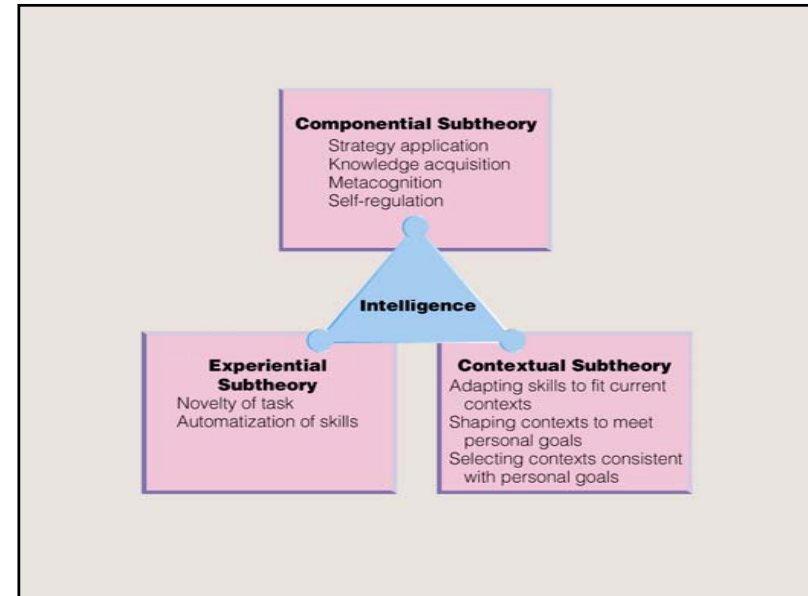 Componential Subtheory
Strategy application
Knowledge acquisition
Metacognition
Self-regulation
Intelligence
Experiential
Subtheory
Novelty of task
Automatization of skills
Contextual Subtheory
Adapting skills to fit current
contexts
Shaping contexts to meet
personal goals
Selecting contexts consistent
with personal goals